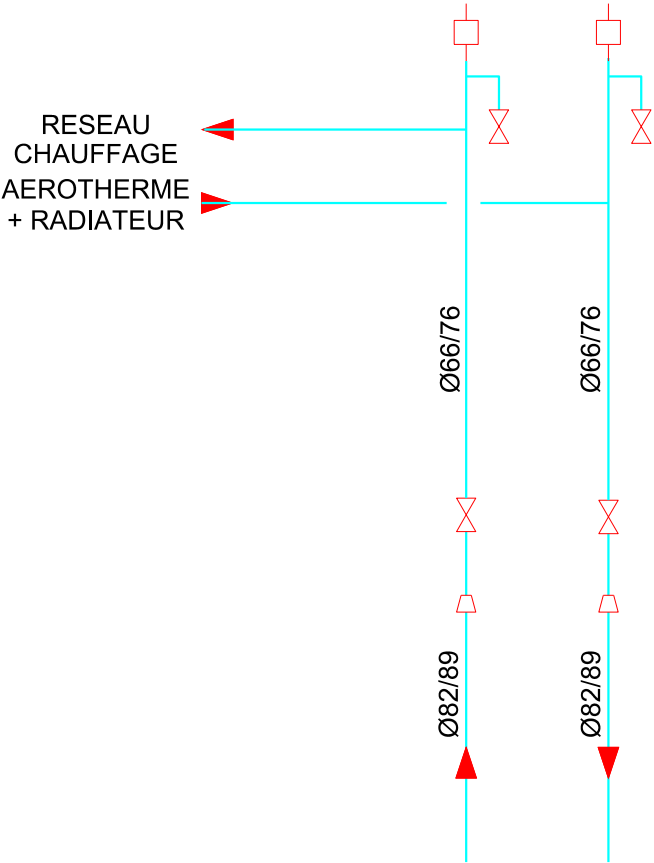 RESEAU
CHAUFFAGE
AEROTHERME
+ RADIATEUR
Ø66/76
Ø66/76
Ø82/89
Ø82/89